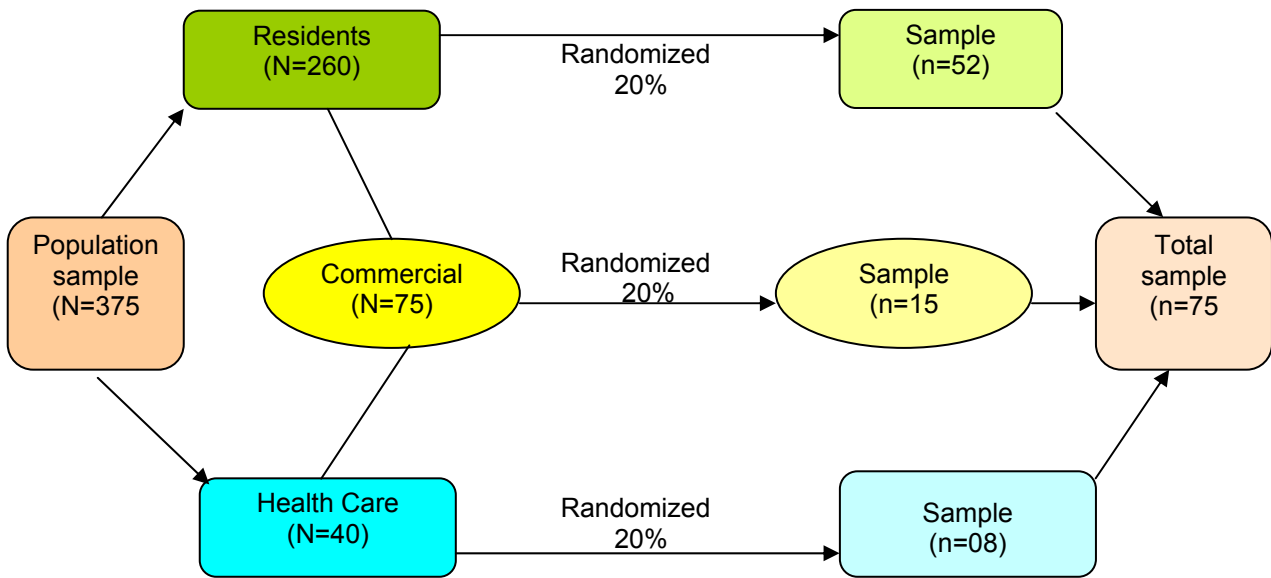 Residents
(N=260)
Randomized
20%
Sample
(n=52)
Population
sample
(N=375
Commercial
(N=75)
Randomized
20%
Sample
(n=15
Total
sample
(n=75
Health Care
(N=40)
Randomized
20%
Sample
(n=08)